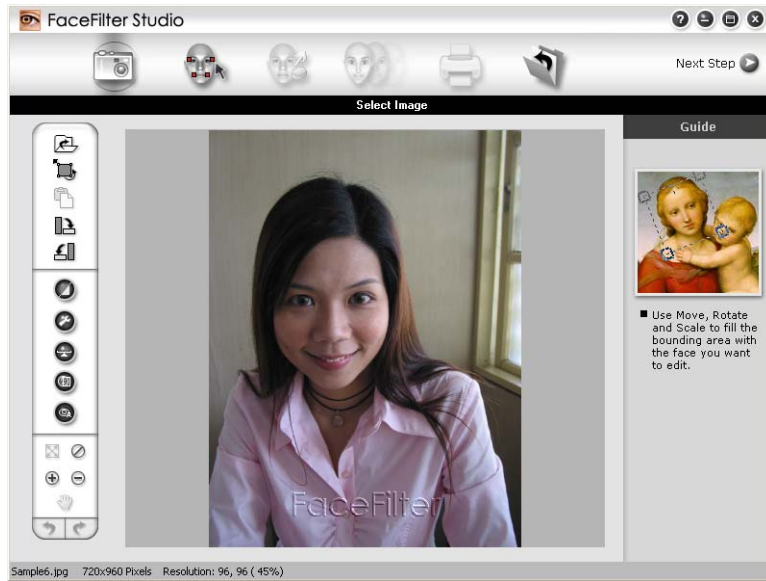 FaceFilter Studio
Next Step
Select Image
Guide
Use Move, Rotate
and Scale to fill the
bounding area with
the face you want
to edit.
FaceFilter
Sample6.jpg 720x960 Pixels Resolution: 96, 96 ( 45%)